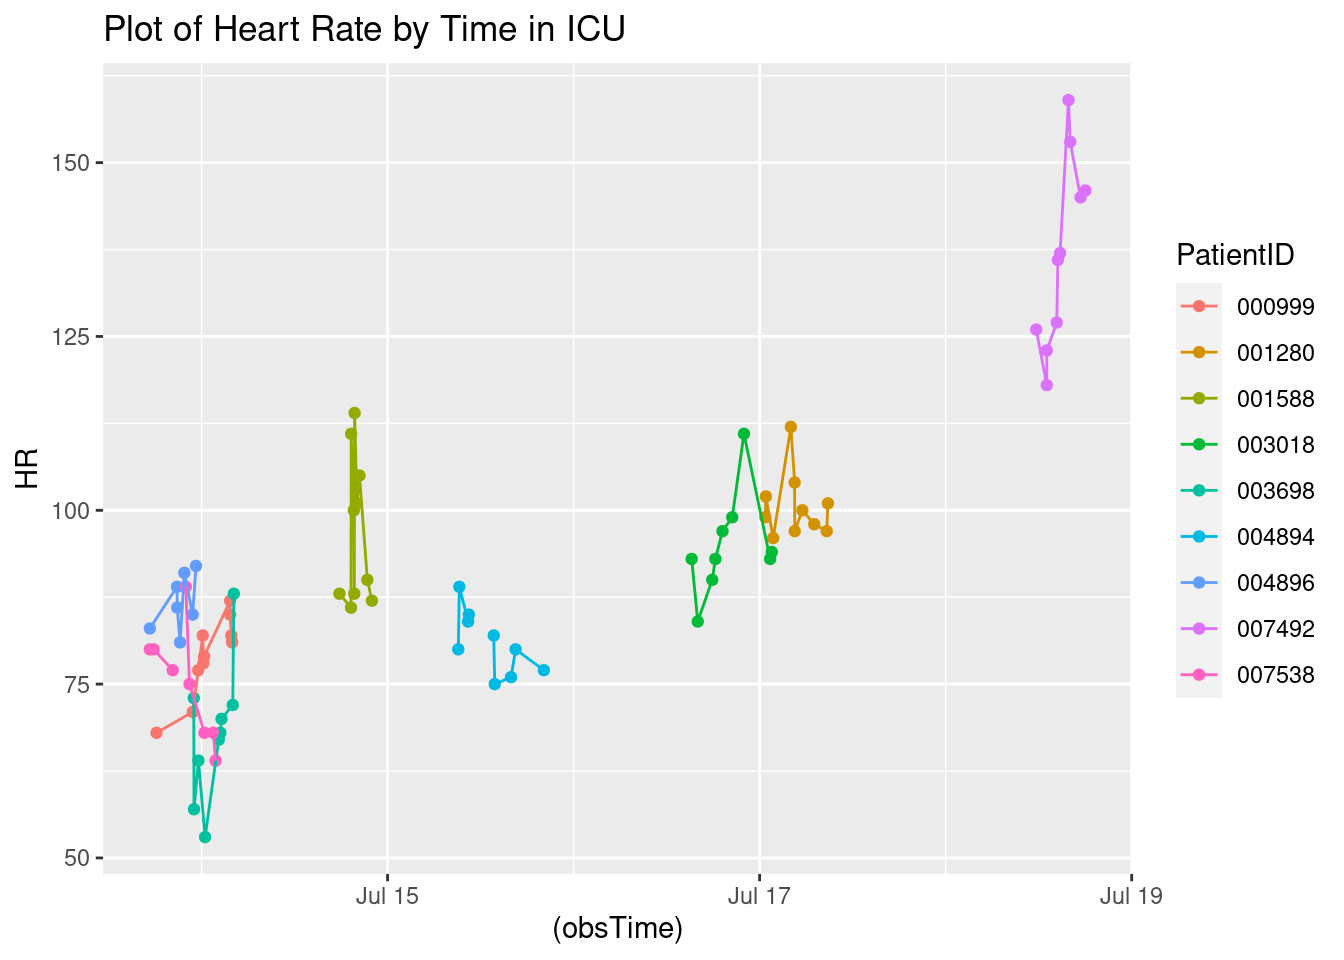 Plot of Heart Rate by Time in ICU
HR
150
125
100
75
50
Jul 15
Jul 17
Jul 19
(obsTime)
PatientID
000999
001280
001588
003018
003698
004894
004896
007492
007538